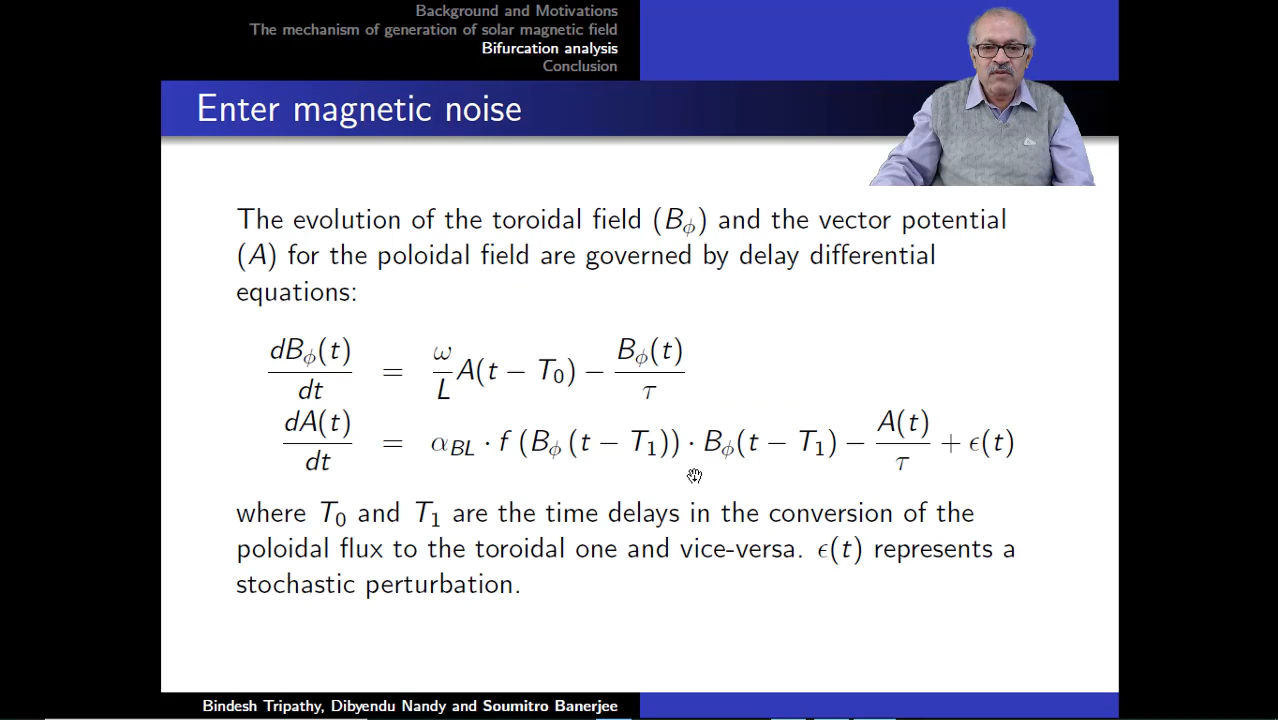 Background and Motivations
The mechanism of generation of solar magnetic field
Bifurcation analysis
Conclusion
Enter magnetic noise
The evolution of the toroidal field (B_ϕ) and the vector potential
(A) for the poloidal field are governed by delay differential
equations:
dB_ϕ(t)/dt = ω/L A(t − T_0) − B_ϕ(t)/τ
dA(t)/dt = α_BL · f (B_ϕ (t − T_1)) · B_ϕ(t − T_1) − A(t)/τ + ϵ(t)
where T_0 and T_1 are the time delays in the conversion of the
poloidal flux to the toroidal one and vice-versa. ϵ(t) represents a
stochastic perturbation.
Bindesh Tripathy, Dibyendu Nandy and Soumitro Banerjee